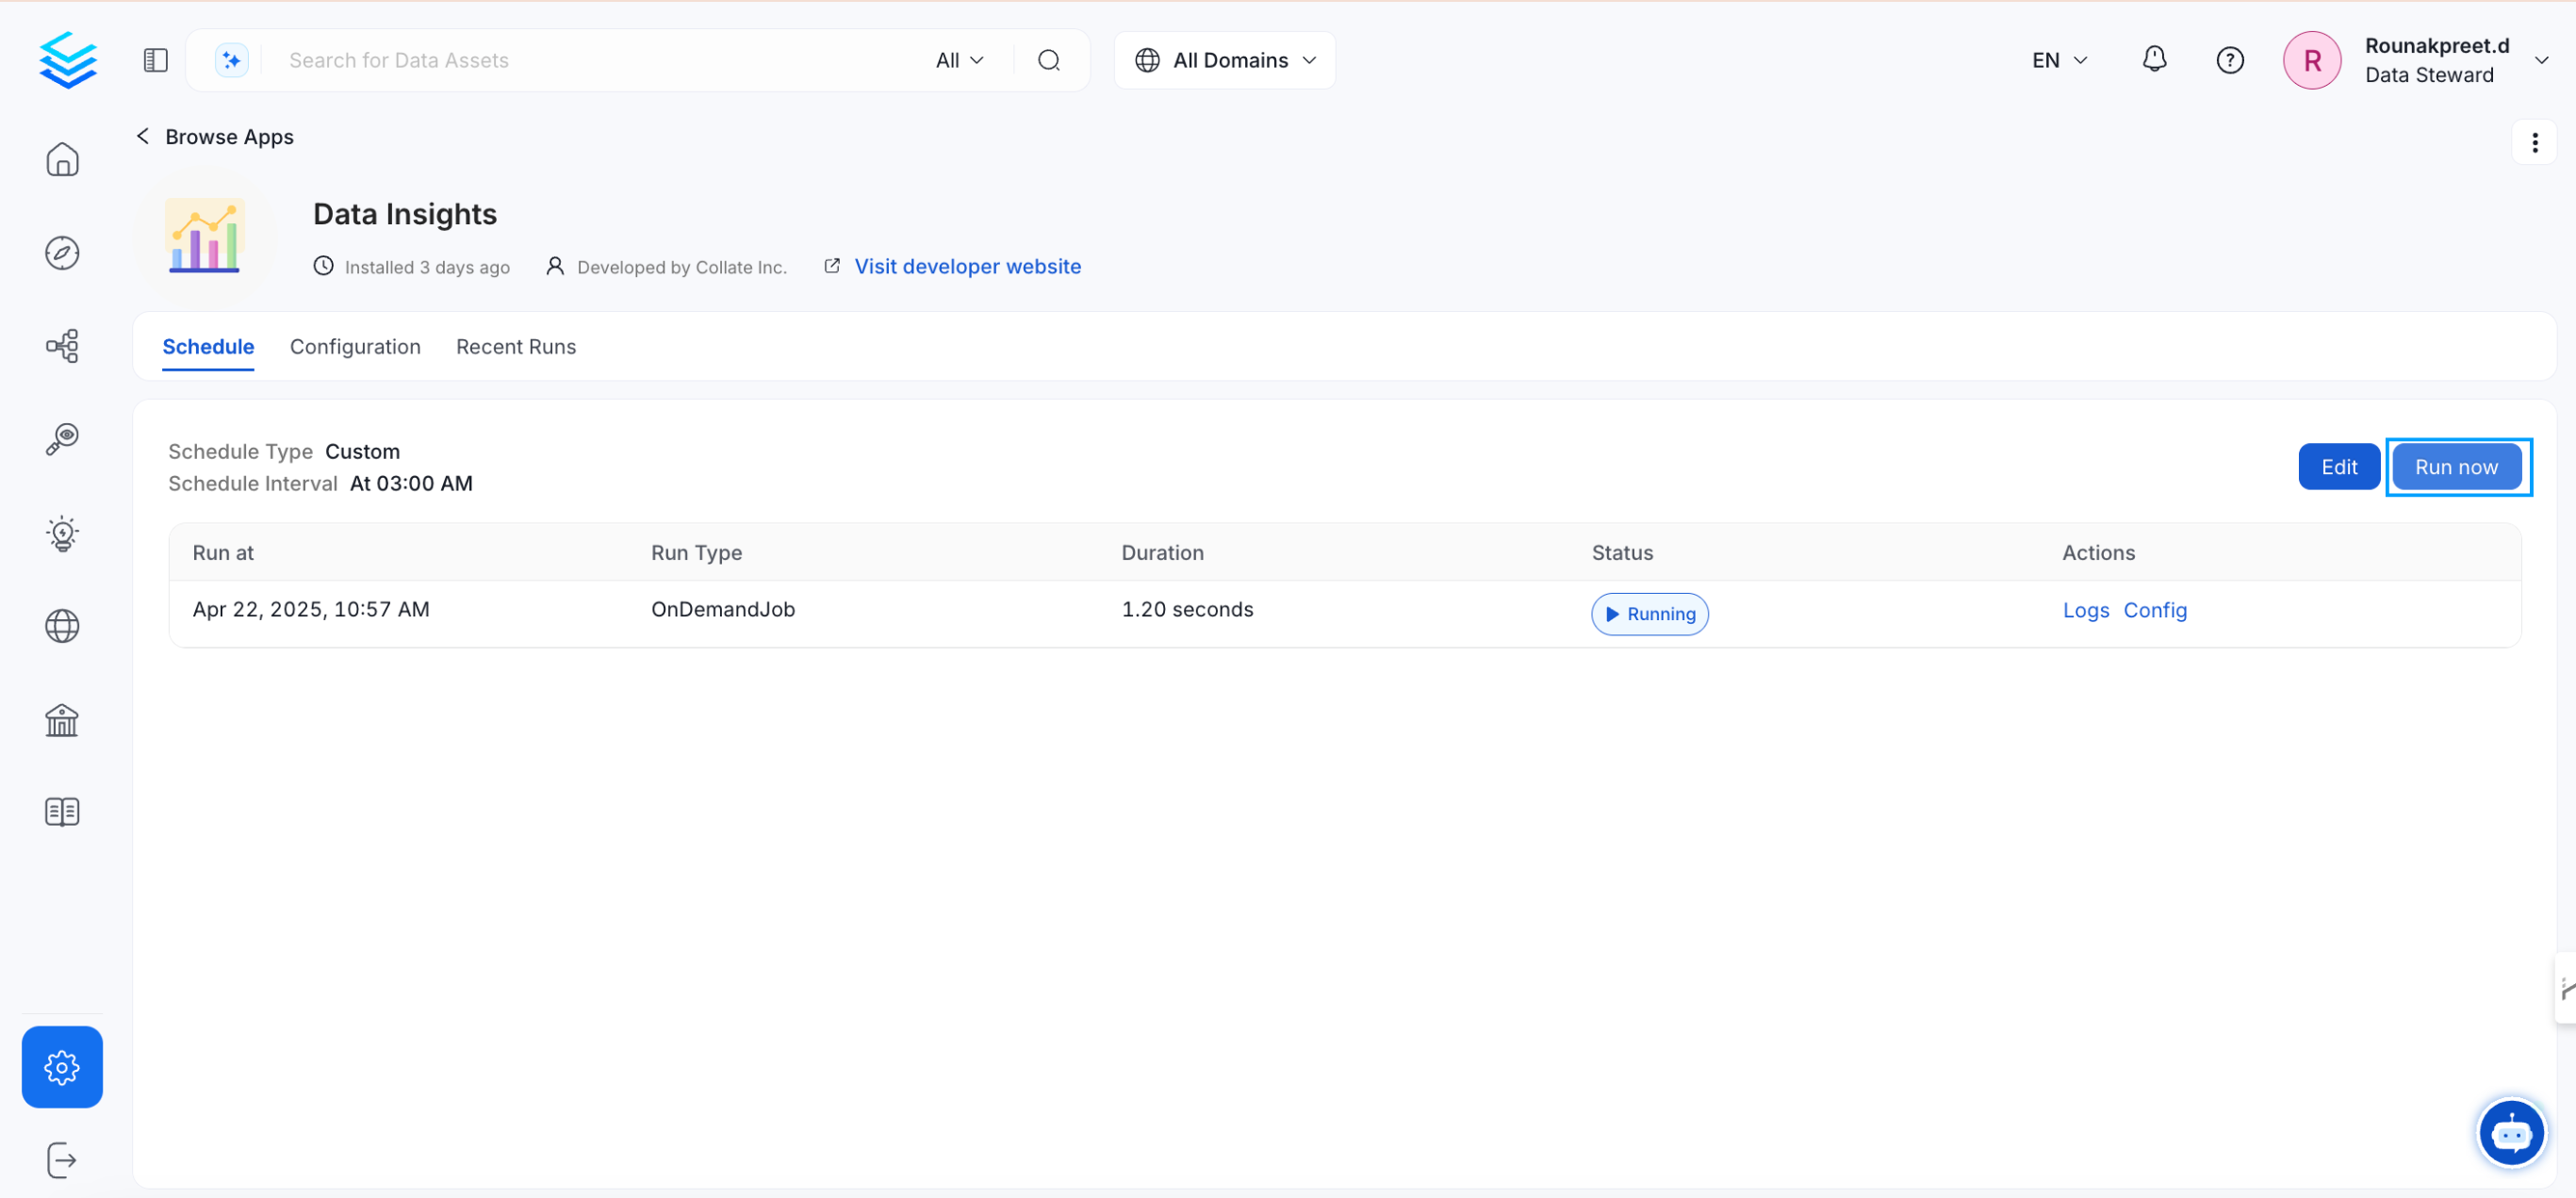 Search for Data Assets
All
All Domains
EN
R
Rounakpreet.d
Data Steward
Browse Apps
Data Insights
Installed 3 days ago
Developed by Collate Inc.
Visit developer website
Schedule Configuration Recent Runs
Schedule Type Custom
Schedule Interval At 03:00 AM
Edit Run now
Run at Run Type Duration Status Actions
Apr 22, 2025, 10:57 AM OnDemandJob 1.20 seconds Running Logs Config